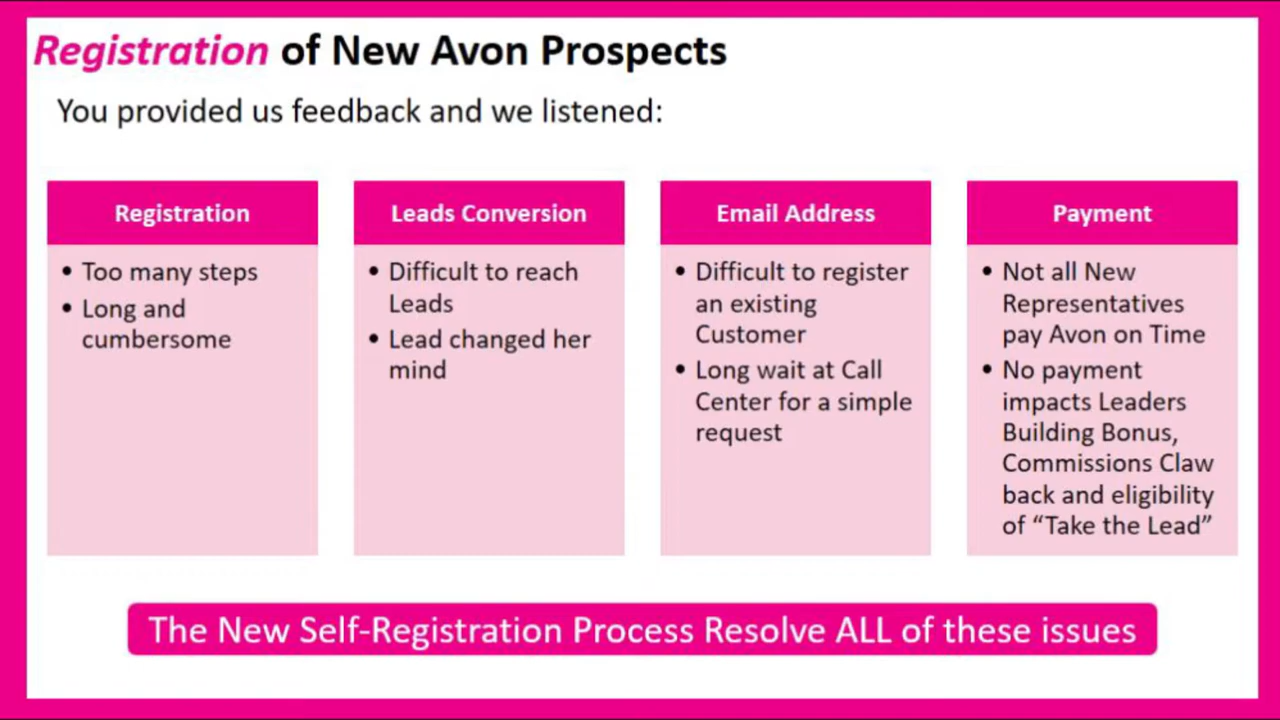 Registration of New Avon Prospects
You provided us feedback and we listened:
Registration
• Too many steps
• Long and
cumbersome
Leads Conversion
• Difficult to reach
Leads
• Lead changed her
mind
Email Address
• Difficult to register
an existing
Customer
• Long wait at Call
Center for a simple
request
Payment
• Not all New
Representatives
pay Avon on Time
• No payment
impacts Leaders
Building Bonus,
Commissions Claw
back and eligibility
of “Take the Lead”
The New Self-Registration Process Resolve ALL of these issues